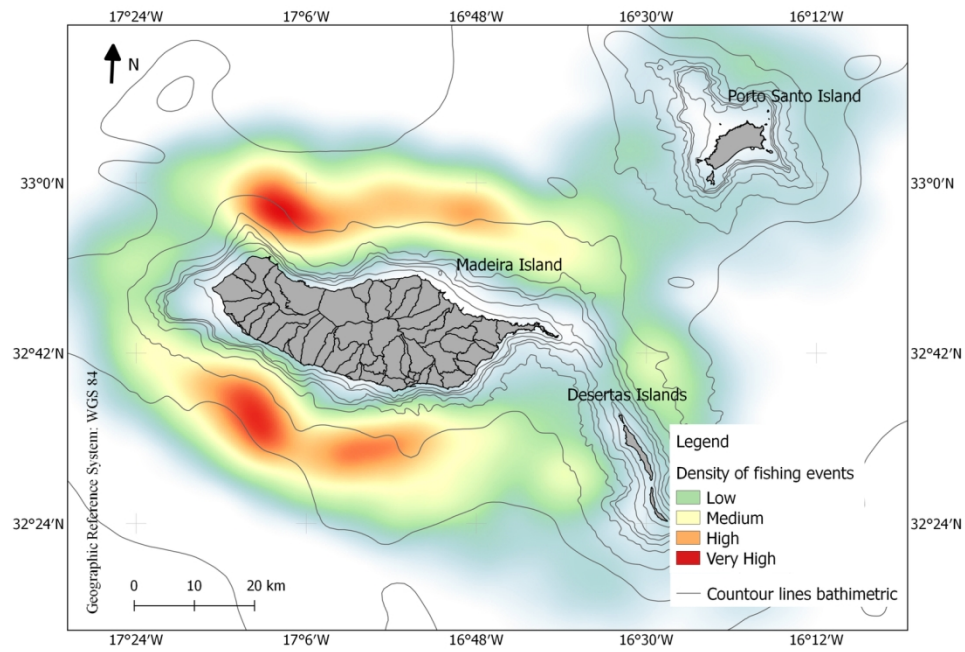 17°24'W 17°6'W 16°48'W 16°30'W 16°12'W
N
Porto Santo Island
33°0'N 33°0'N
Madeira Island
32°42'N 32°42'N
Desertas Islands
Geographic Reference System: WGS 84
Legend
Density of fishing events
Low
Medium
High
Very High
Countour lines bathimetric
32°24'N 32°24'N
0 10 20 km
17°24'W 17°6'W 16°48'W 16°30'W 16°12'W